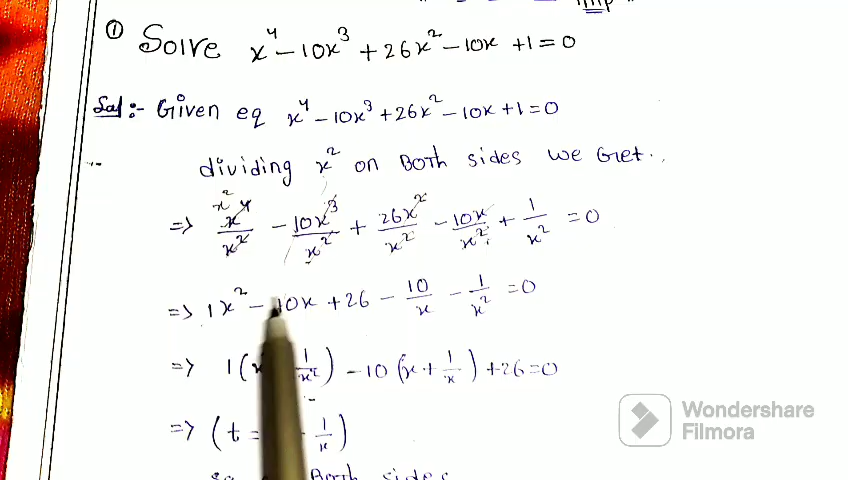 Imp
① Solve x⁴ - 10x³ + 26x² - 10x + 1 = 0
Sol:- Given eq x⁴ - 10x³ + 26x² - 10x + 1 = 0
dividing x² on Both sides we Get.
=> x⁴/x² x² - 10x³/x² + 26x²/x² - 10x/x² + 1/x² = 0
=> 1x² - 10x + 26 - 10/x - 1/x² = 0
=> 1(x 1/x²) - 10(x + 1/x) + 26 = 0
=> (t = 1/x)
Both sides
Wondershare
Filmora